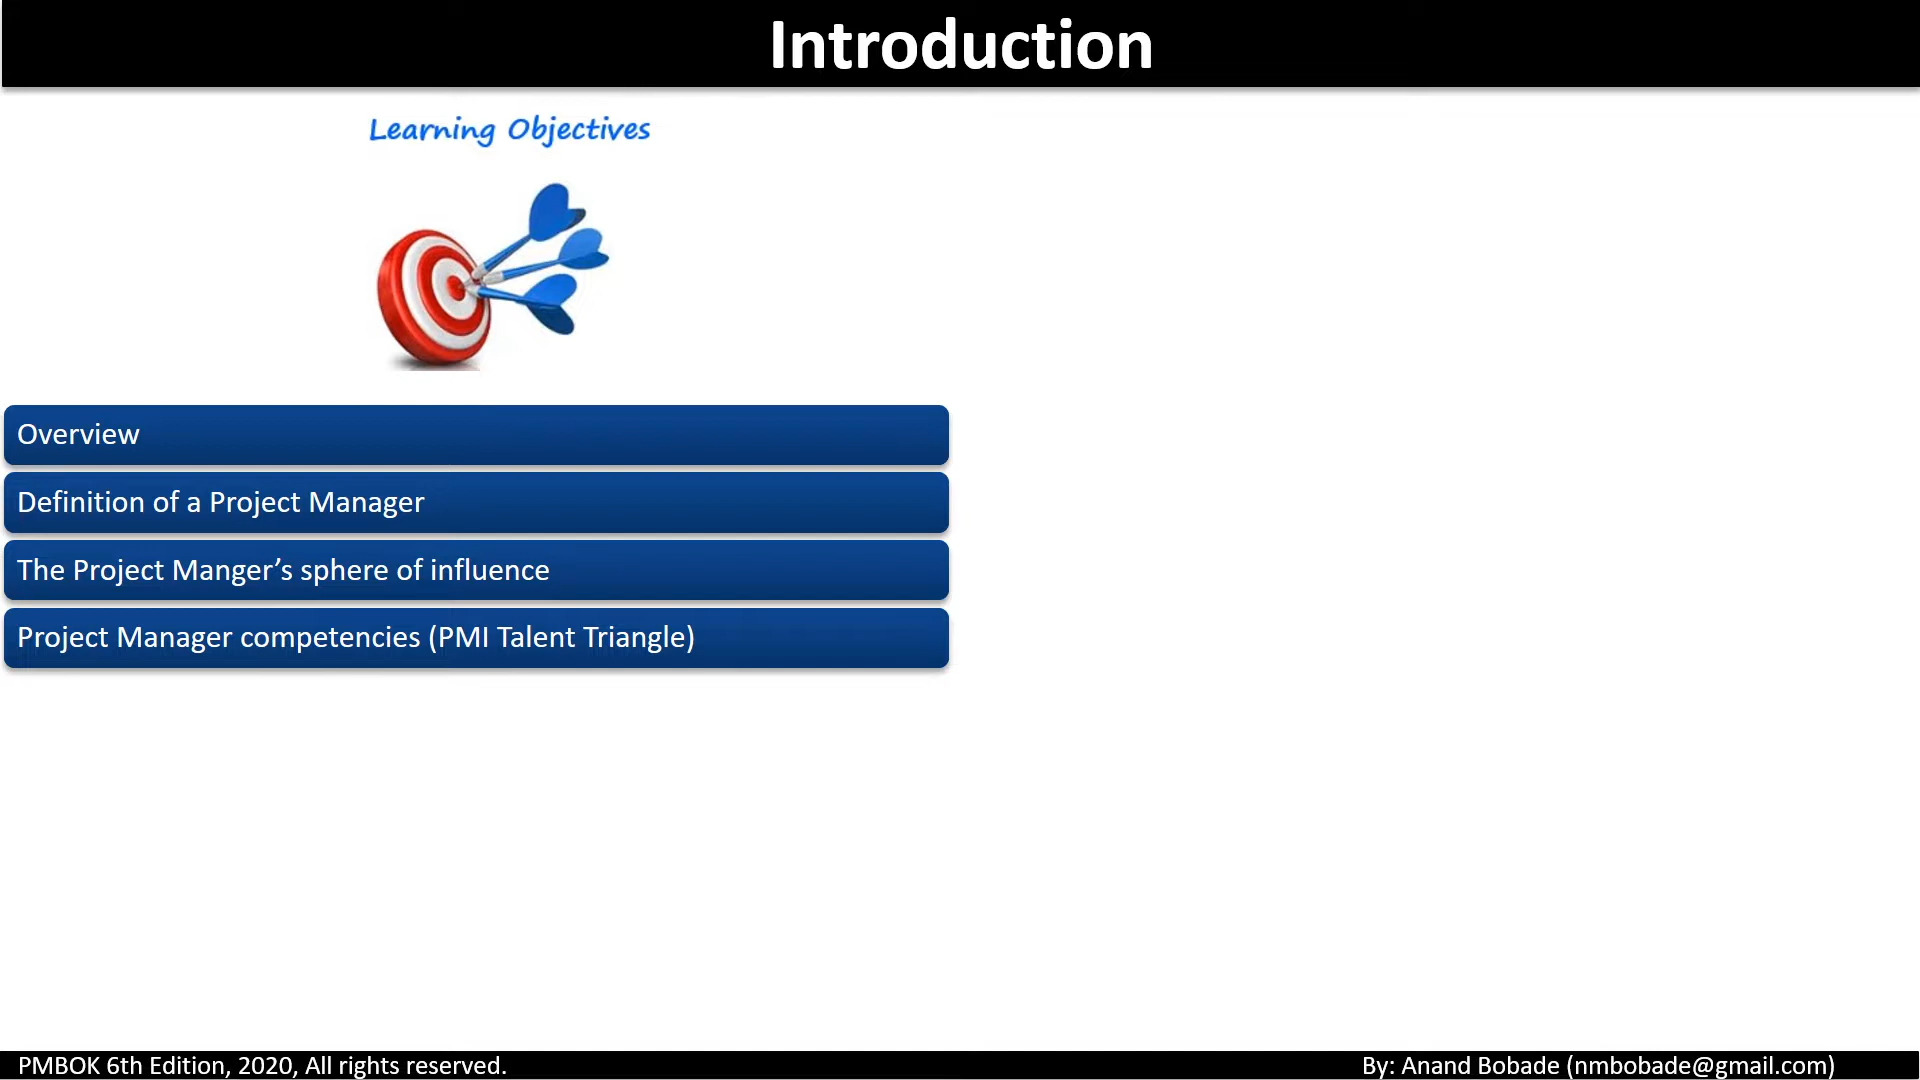 Introduction
Learning Objectives
Overview
Definition of a Project Manager
The Project Manger’s sphere of influence
Project Manager competencies (PMI Talent Triangle)
PMBOK 6th Edition, 2020, All rights reserved.
By: Anand Bobade (nmbobade@gmail.com)